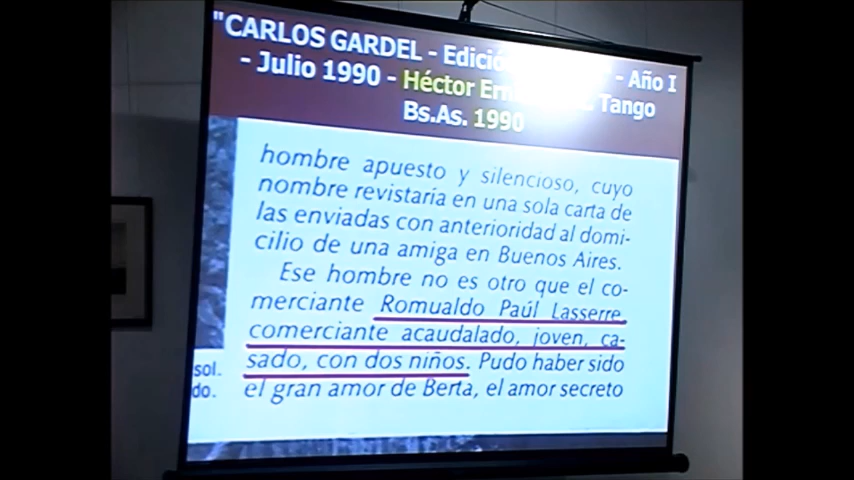 "CARLOS GARDEL - Edició - Año I
- Julio 1990 - Héctor Tango
Bs.As. 1990
hombre apuesto y silencioso, cuyo
nombre revistaría en una sola carta de
las enviadas con anterioridad al domi-
cilio de una amiga en Buenos Aires.
Ese hombre no es otro que el co-
merciante Romualdo Paúl Lasserre,
comerciante acaudalado, joven, ca-
sado, con dos niños. Pudo haber sido
el gran amor de Berta, el amor secreto
sol.
do.